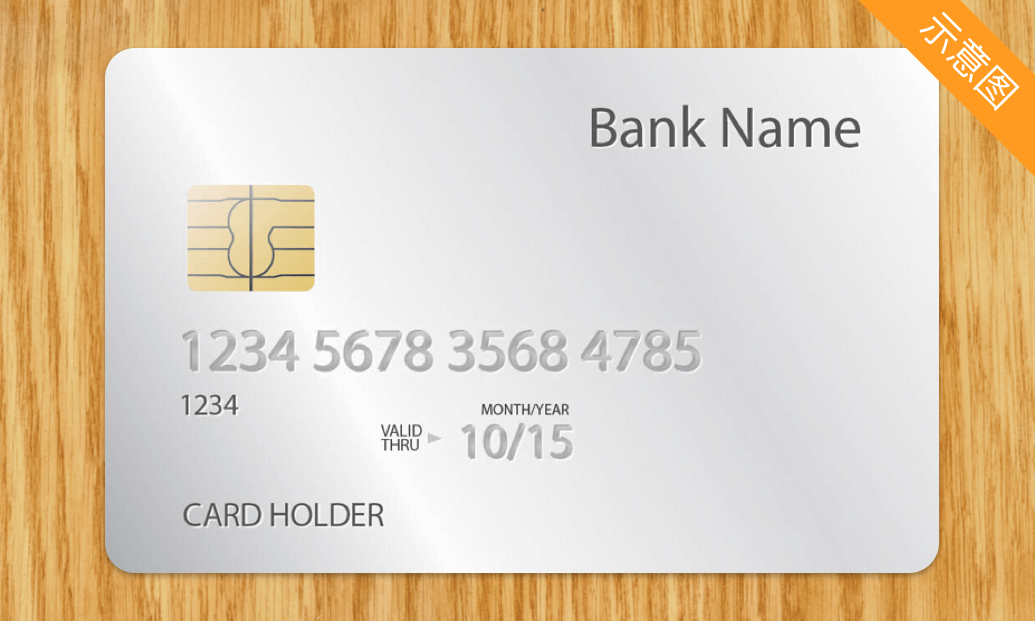 示意图
Bank Name
1234 5678 3568 4785
1234
MONTH/YEAR
VALID
THRU
10/15
CARD HOLDER